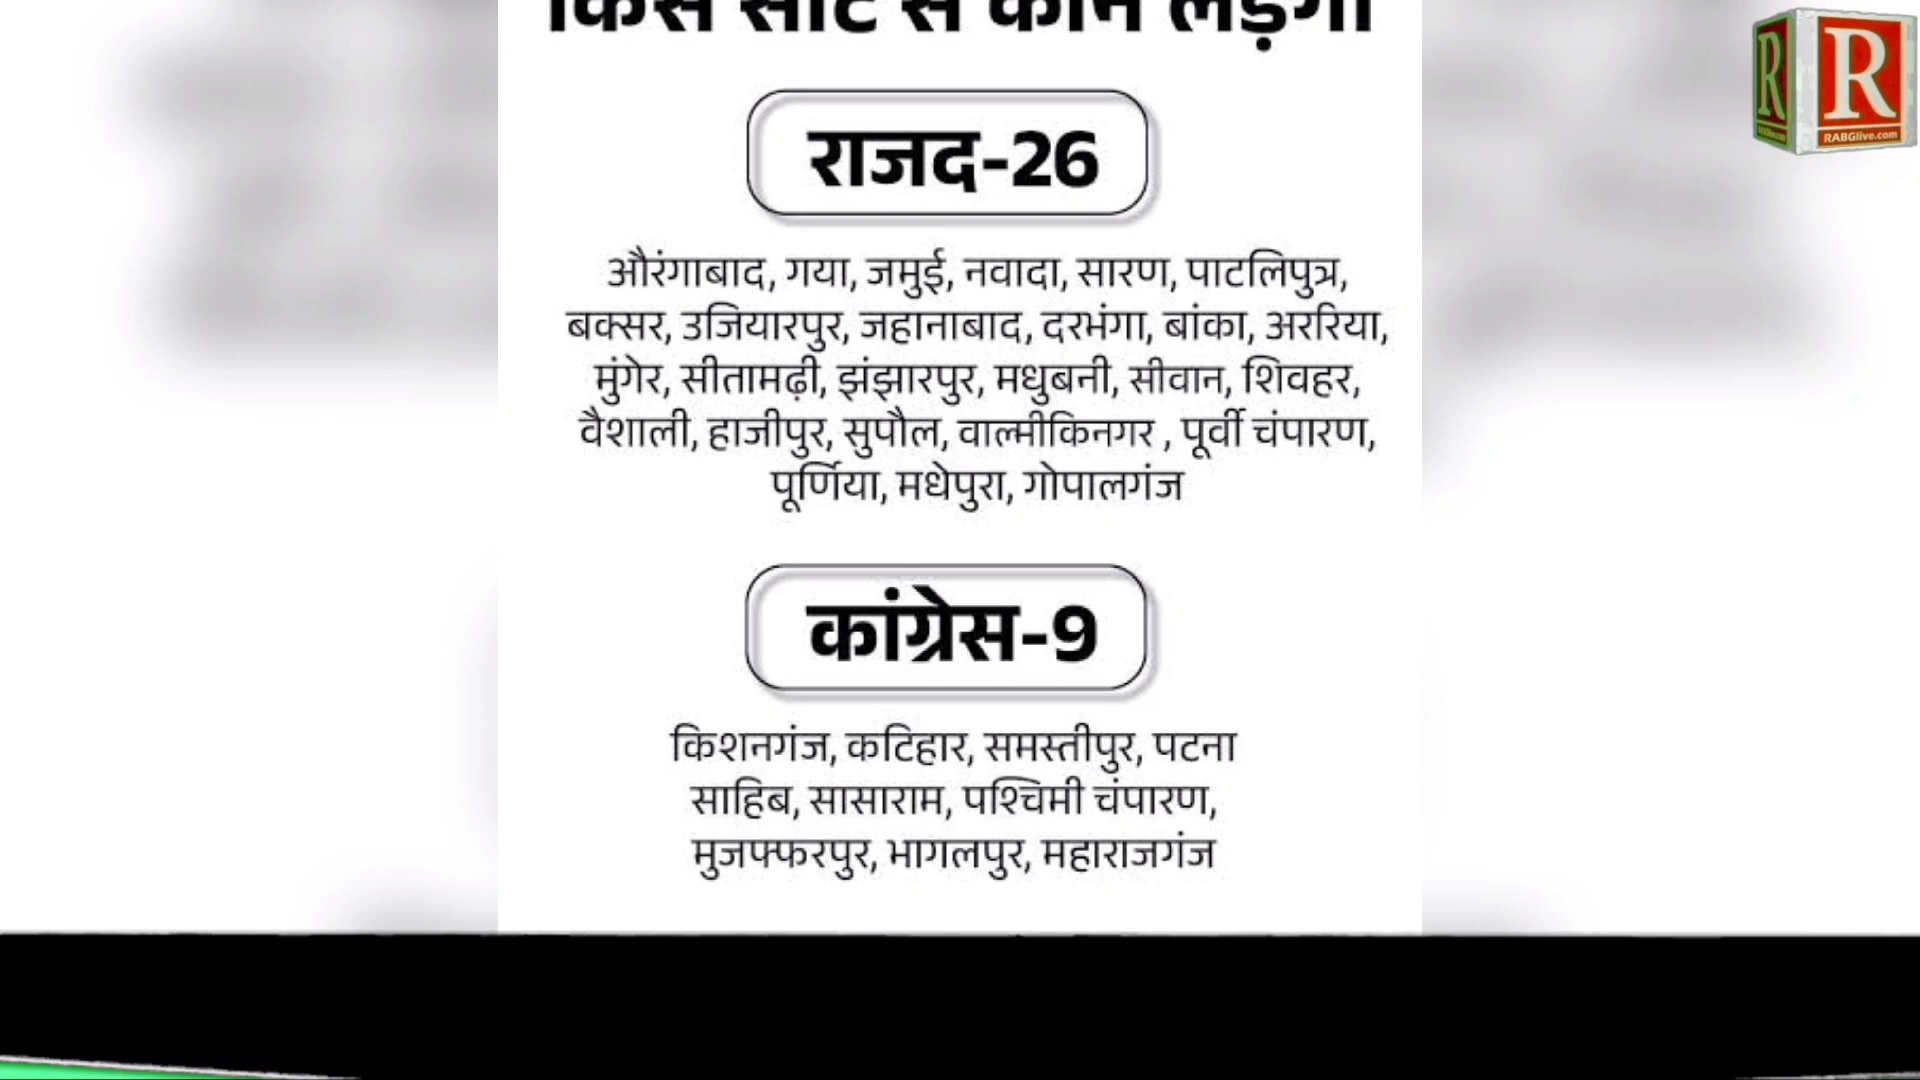 किस सीट से कौन लड़ेगा
R R
RABGlive.com
राजद-26
औरंगाबाद, गया, जमुई, नवादा, सारण, पाटलिपुत्र,
बक्सर, उजियारपुर, जहानाबाद, दरभंगा, बांका, अररिया,
मुंगेर, सीतामढ़ी, झंझारपुर, मधुबनी, सीवान, शिवहर,
वैशाली, हाजीपुर, सुपौल, वाल्मीकिनगर , पूर्वी चंपारण,
पूर्णिया, मधेपुरा, गोपालगंज
कांग्रेस-9
किशनगंज, कटिहार, समस्तीपुर, पटना
साहिब, सासाराम, पश्चिमी चंपारण,
मुजफ्फरपुर, भागलपुर, महाराजगंज